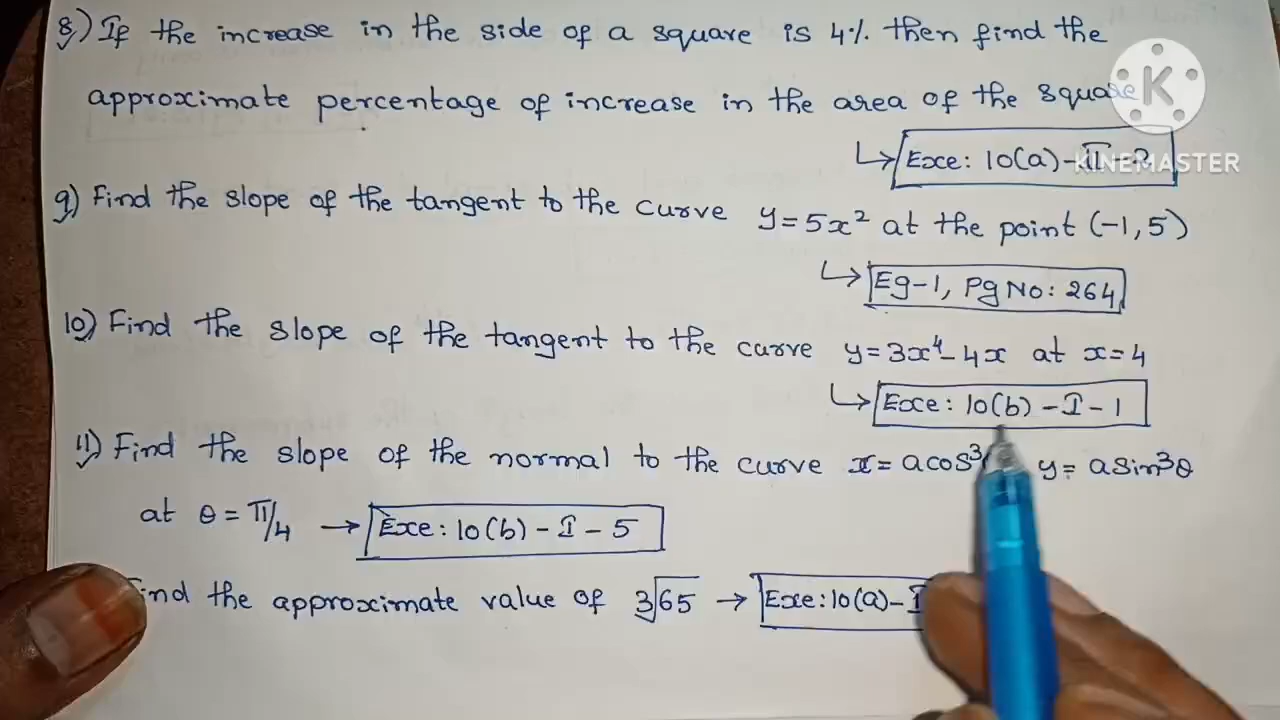 8) If the increase in the side of a square is 4% then find the
approximate percentage of increase in the area of the square
↳ Exe: 10(a) - II - 2
KINEMASTER
9) Find the slope of the tangent to the curve y=5x² at the point (-1, 5)
↳ Eg-1, Pg No: 264
10) Find the slope of the tangent to the curve y=3x⁴-4x at x=4
↳ Exe: 10(b) - I - 1
11) Find the slope of the normal to the curve x= acos³ y= asin³θ
at θ = π/4 → Exe: 10(b) - I - 5
ind the approximate value of ∛65 → Exe: 10(a) - I